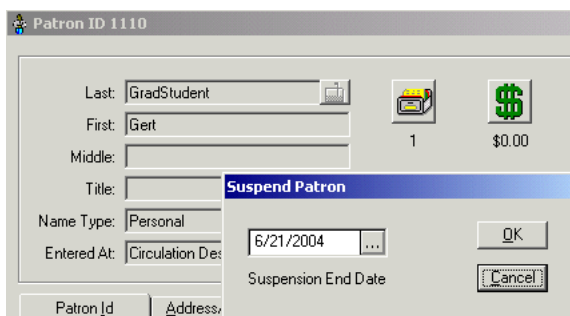 Patron ID 1110
Last: GradStudent
First: Gert
1 $0.00
Middle:
Title:
Suspend Patron
Name Type: Personal
6/21/2004 ... OK
Entered At: Circulation Des
Suspension End Date Cancel
Patron Id Address/